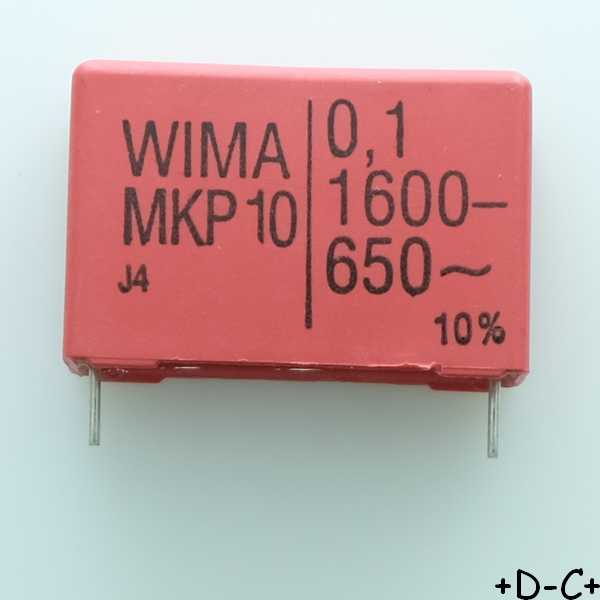 WIMA
MKP 10
J4
0,1
1600–
650~
10%
+D-C+